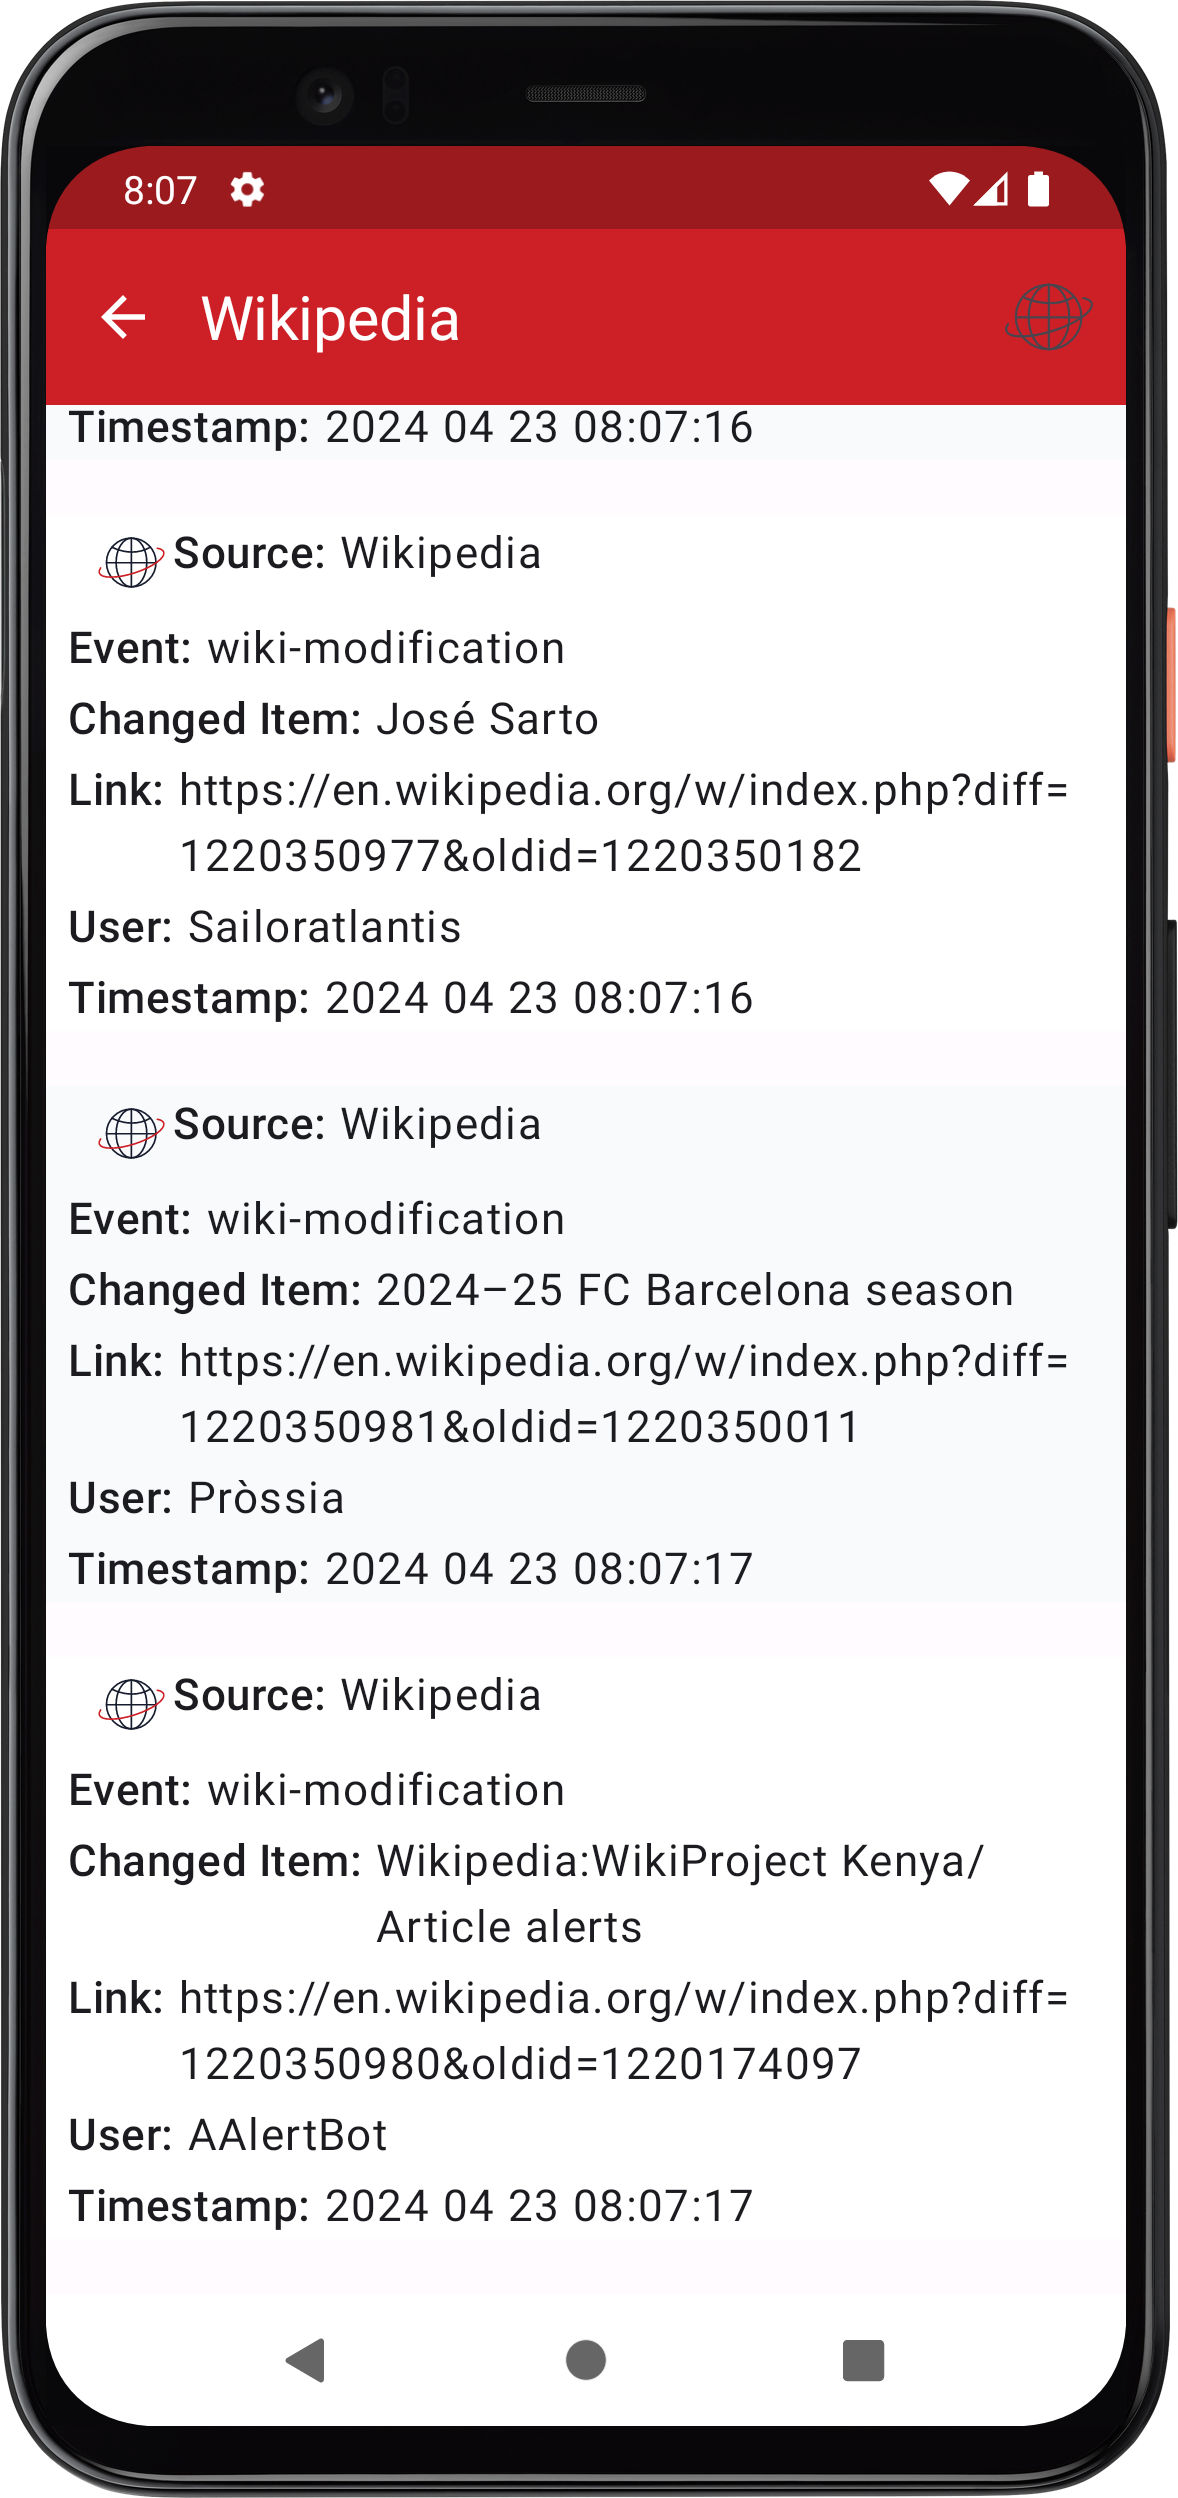 8:07
Wikipedia
Timestamp: 2024 04 23 08:07:16
Source: Wikipedia
Event: wiki-modification
Changed Item: José Sarto
Link: https://en.wikipedia.org/w/index.php?diff=
1220350977&oldid=1220350182
User: Sailoratlantis
Timestamp: 2024 04 23 08:07:16
Source: Wikipedia
Event: wiki-modification
Changed Item: 2024–25 FC Barcelona season
Link: https://en.wikipedia.org/w/index.php?diff=
1220350981&oldid=1220350011
User: Pròssia
Timestamp: 2024 04 23 08:07:17
Source: Wikipedia
Event: wiki-modification
Changed Item: Wikipedia:WikiProject Kenya/
Article alerts
Link: https://en.wikipedia.org/w/index.php?diff=
1220350980&oldid=1220174097
User: AAlertBot
Timestamp: 2024 04 23 08:07:17